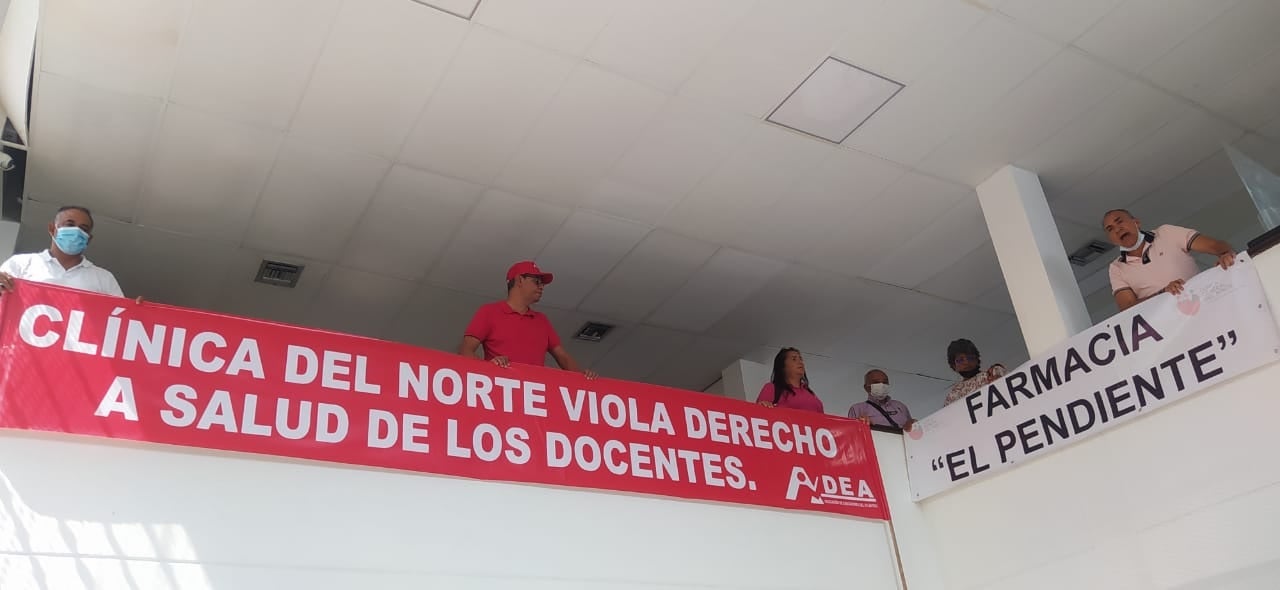 CLÍNICA DEL NORTE VIOLA DERECHO
A SALUD DE LOS DOCENTES.
ADEA
FARMACIA
“EL PENDIENTE”